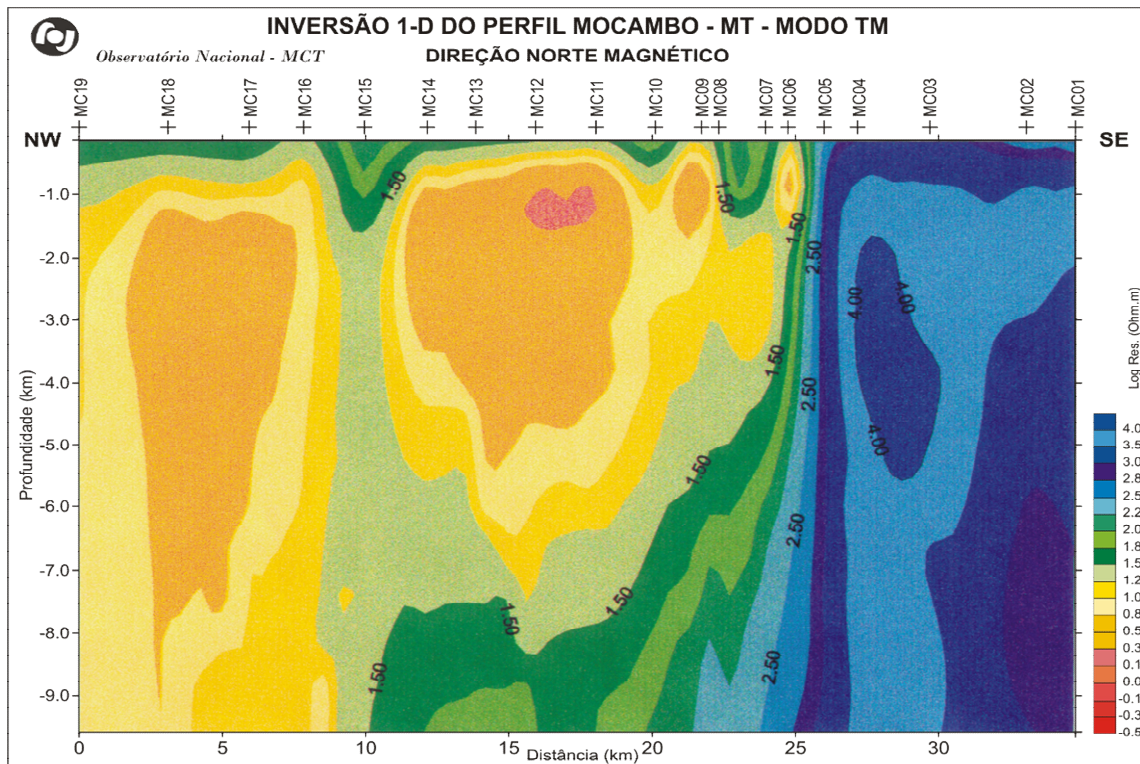 INVERSÃO 1-D DO PERFIL MOCAMBO - MT - MODO TM
Observatório Nacional - MCT
DIREÇÃO NORTE MAGNÉTICO
MC19
MC18
MC17
MC16
MC15
MC14
MC13
MC12
MC11
MC10
MC09
MC08
MC07
MC06
MC05
MC04
MC03
MC02
MC01
NW
SE
-1.0
-2.0
-3.0
-4.0
-5.0
-6.0
-7.0
-8.0
-9.0
Profundidade (km)
1.50
1.50
1.50
2.50
4.00
4.00
1.50
2.50
4.00
1.50
2.50
1.50
1.50
1.50
2.50
0
5
10
15
20
25
30
Distância (km)
Log Res. (Ohm.m)
4.0
3.5
3.0
2.8
2.5
2.2
2.0
1.8
1.5
1.2
1.0
0.8
0.5
0.3
0.0
-0.1
-0.3
-0.5